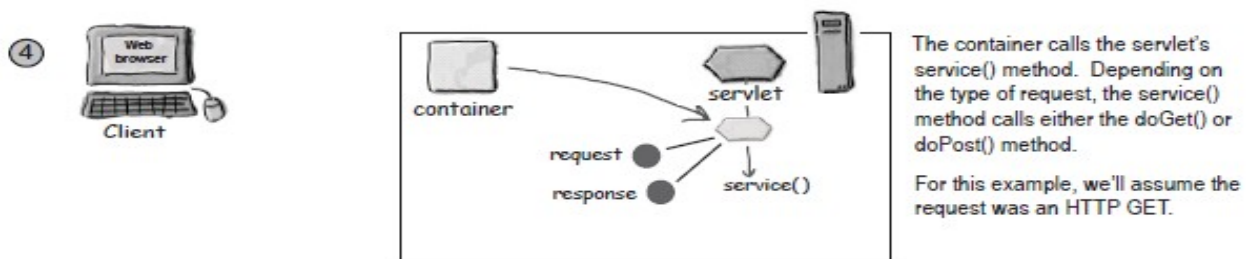 4
Web
browser
Client
container
servlet
request
response
service()
The container calls the servlet's
service() method. Depending on
the type of request, the service()
method calls either the doGet() or
doPost() method.
For this example, we'll assume the
request was an HTTP GET.